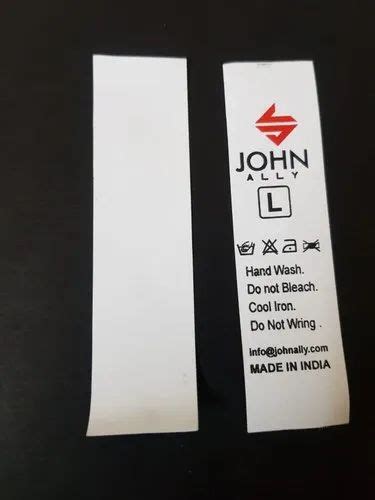 JOHN
ALLY
L
Hand Wash.
Do not Bleach.
Cool Iron.
Do Not Wring .
info@johnally.com
MADE IN INDIA